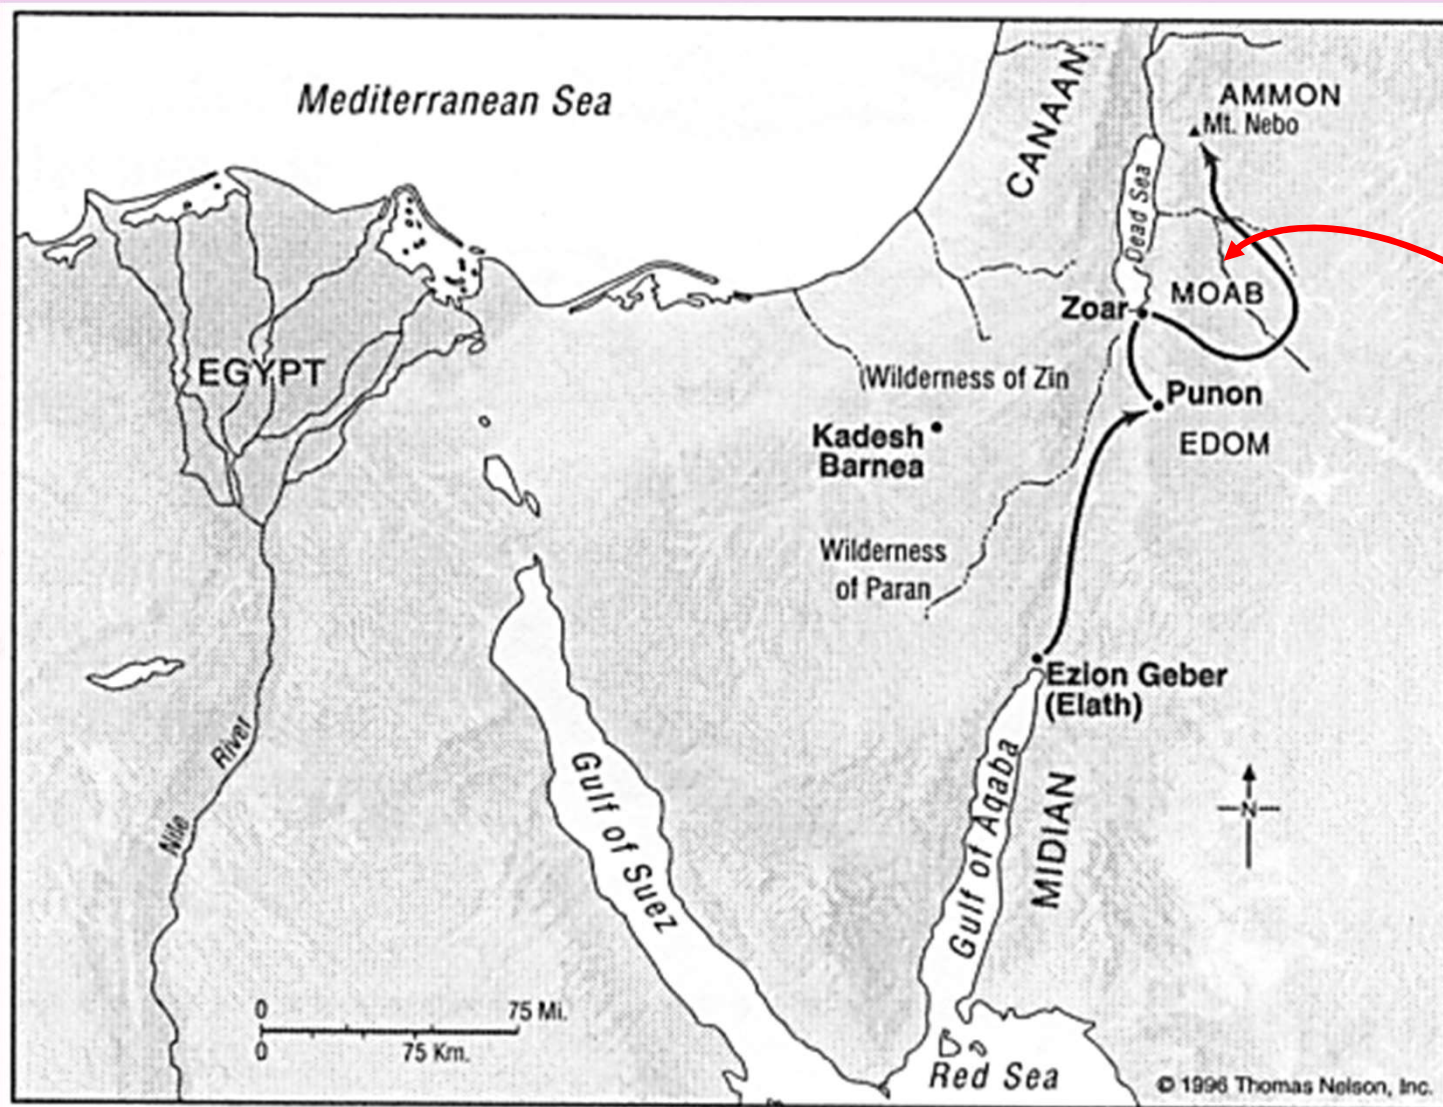 Mediterranean Sea
CANAAN
AMMON
Mt. Nebo
Dead Sea
MOAB
Zoar
EGYPT
Wilderness of Zin
Punon
Kadesh
Barnea
EDOM
Wilderness
of Paran
Ezion Geber
(Elath)
Nile River
Gulf of Suez
Gulf of Aqaba
MIDIAN
N
0 75 Mi.
0 75 Km.
Red Sea
© 1996 Thomas Nelson, Inc.